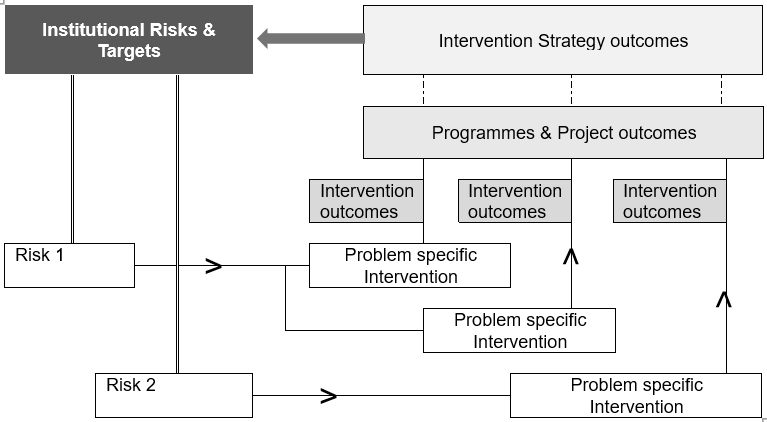 Institutional Risks &
Targets
Intervention Strategy outcomes
Programmes & Project outcomes
Intervention
outcomes
Intervention
outcomes
Intervention
outcomes
Risk 1
Problem specific
Intervention
Problem specific
Intervention
Risk 2
Problem specific
Intervention